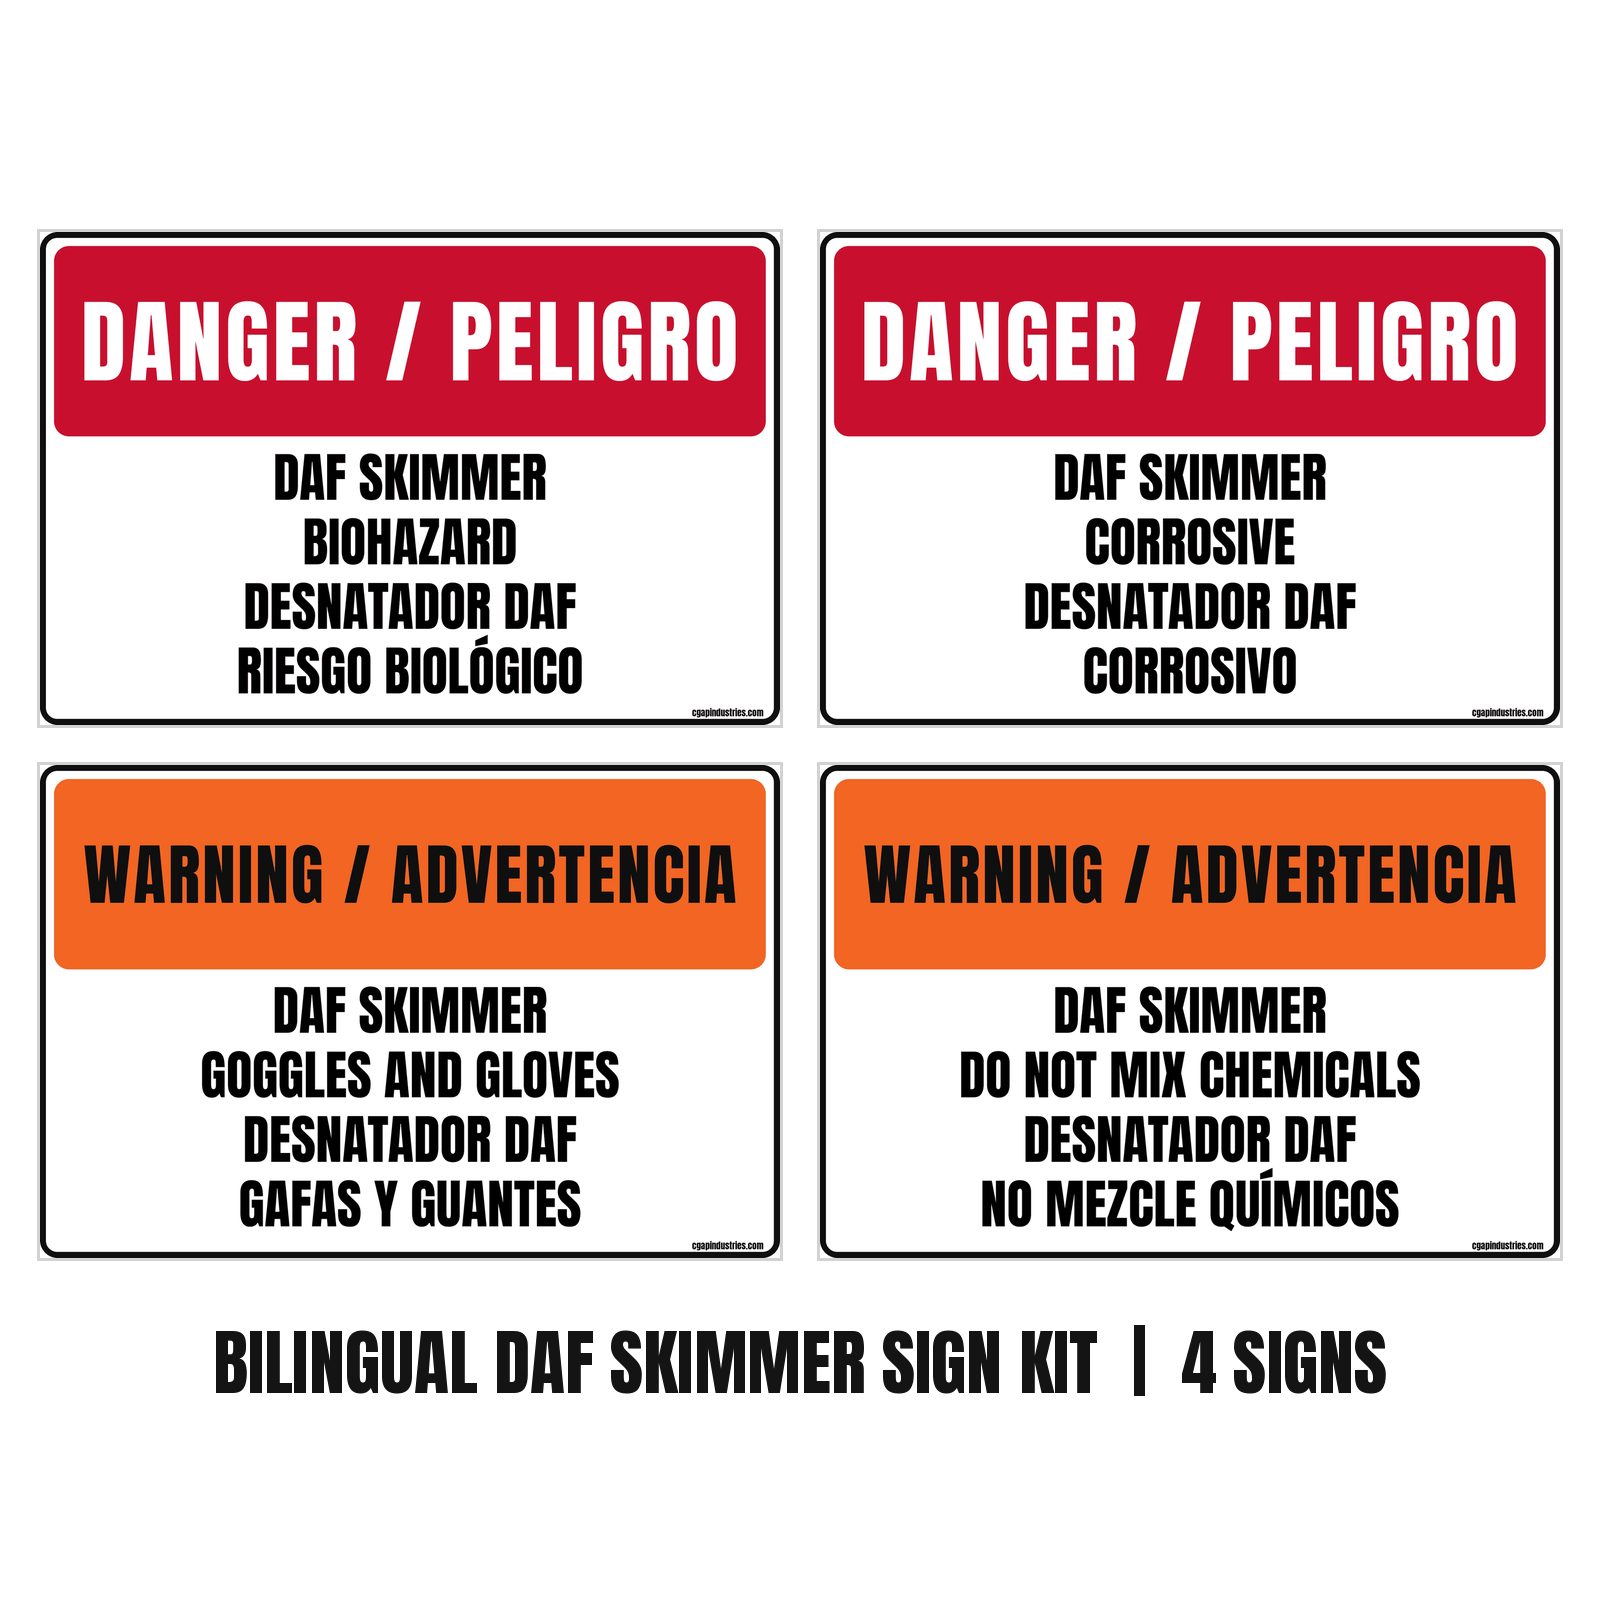 DANGER / PELIGRO
DAF SKIMMER
BIOHAZARD
DESNATADOR DAF
RIESGO BIOLÓGICO
cgapindustries.com
DANGER / PELIGRO
DAF SKIMMER
CORROSIVE
DESNATADOR DAF
CORROSIVO
cgapindustries.com
WARNING / ADVERTENCIA
DAF SKIMMER
GOGGLES AND GLOVES
DESNATADOR DAF
GAFAS Y GUANTES
cgapindustries.com
WARNING / ADVERTENCIA
DAF SKIMMER
DO NOT MIX CHEMICALS
DESNATADOR DAF
NO MEZCLE QUÍMICOS
cgapindustries.com
BILINGUAL DAF SKIMMER SIGN KIT | 4 SIGNS